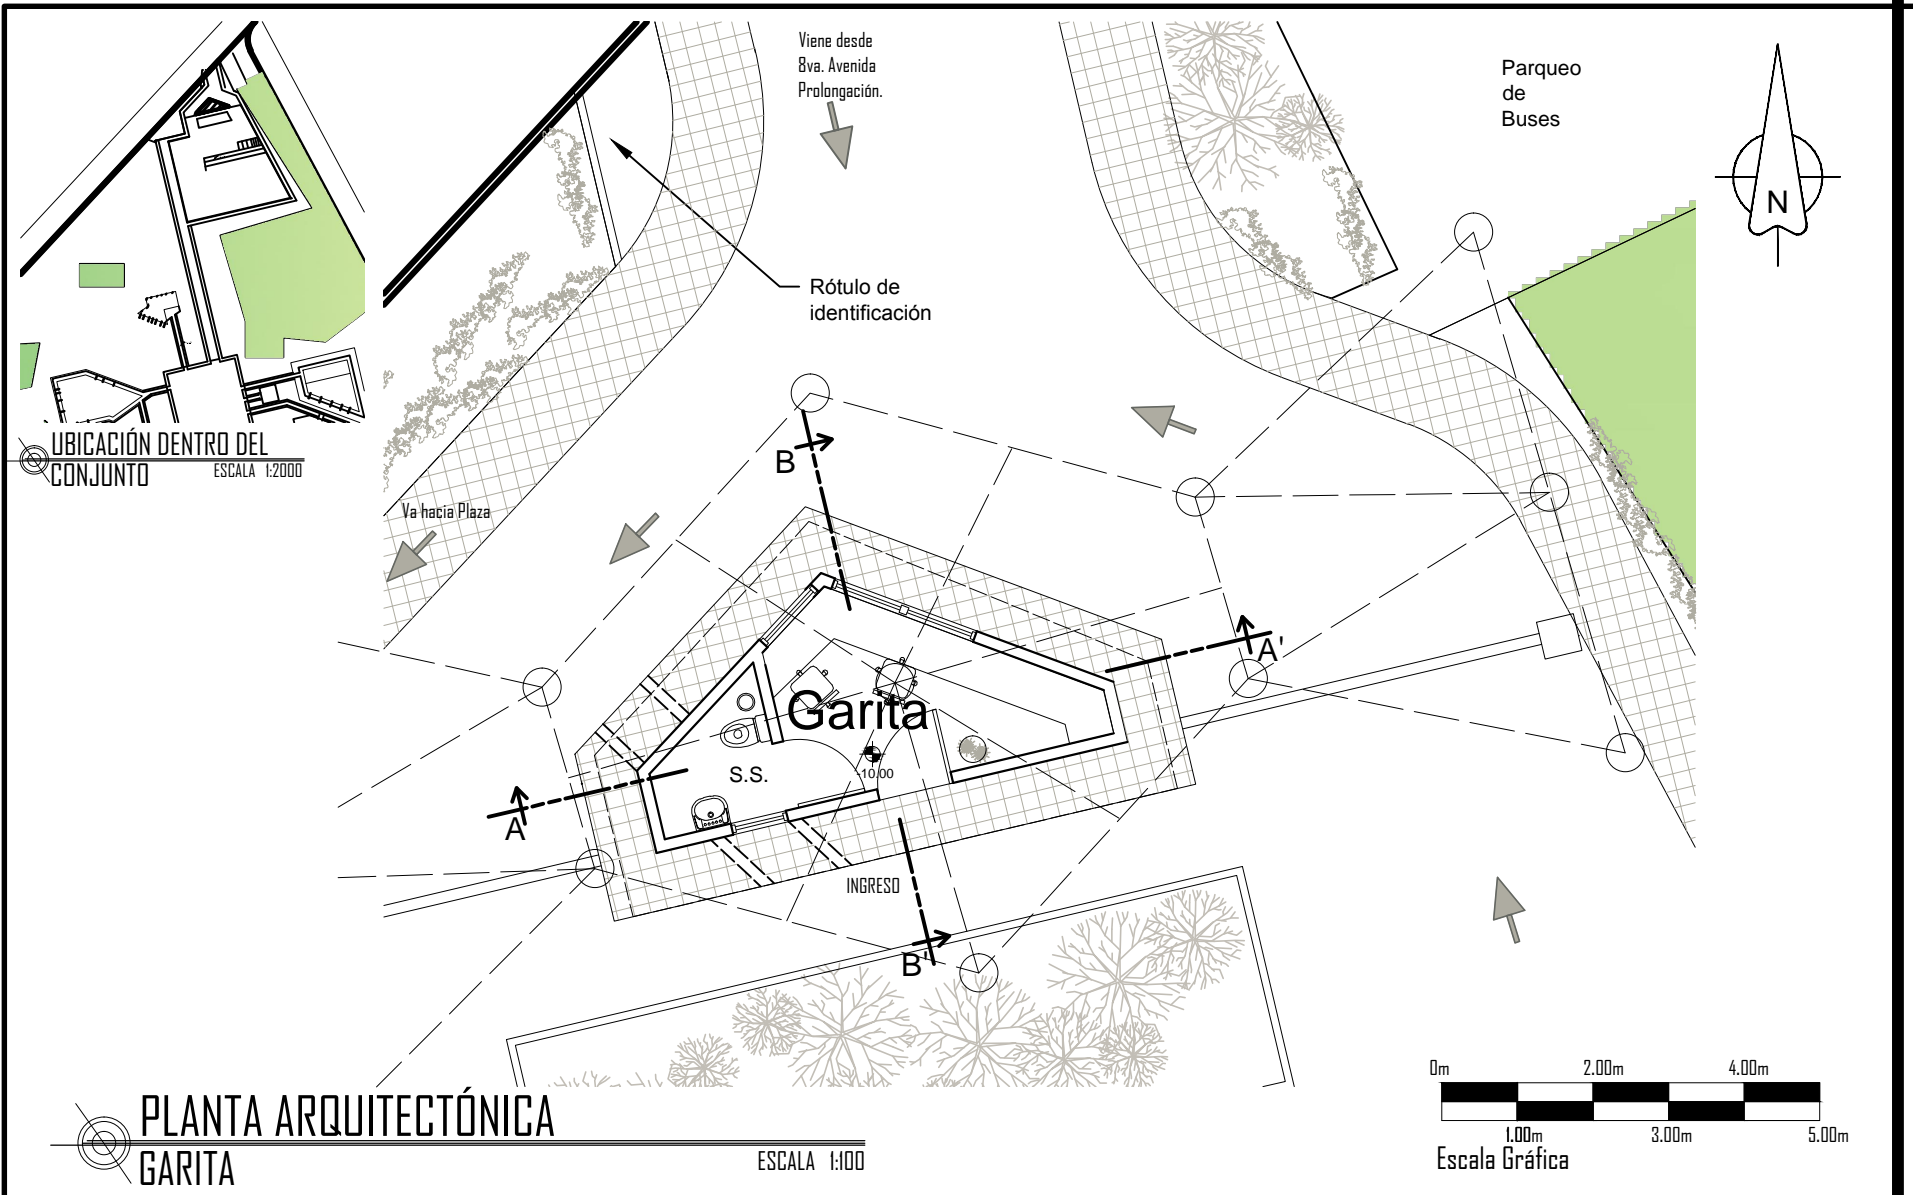 Viene desde
8va. Avenida
Prolongación.
Parqueo
de
Buses
N
Rótulo de
identificación
UBICACIÓN DENTRO DEL
CONJUNTO
ESCALA 1:2000
B
Va hacia Plaza
A'
Garita
S.S.
-10.00
A
INGRESO
B'
0m 2.00m 4.00m
1.00m 3.00m 5.00m
Escala Gráfica
PLANTA ARQUITECTÓNICA
GARITA
ESCALA 1:100